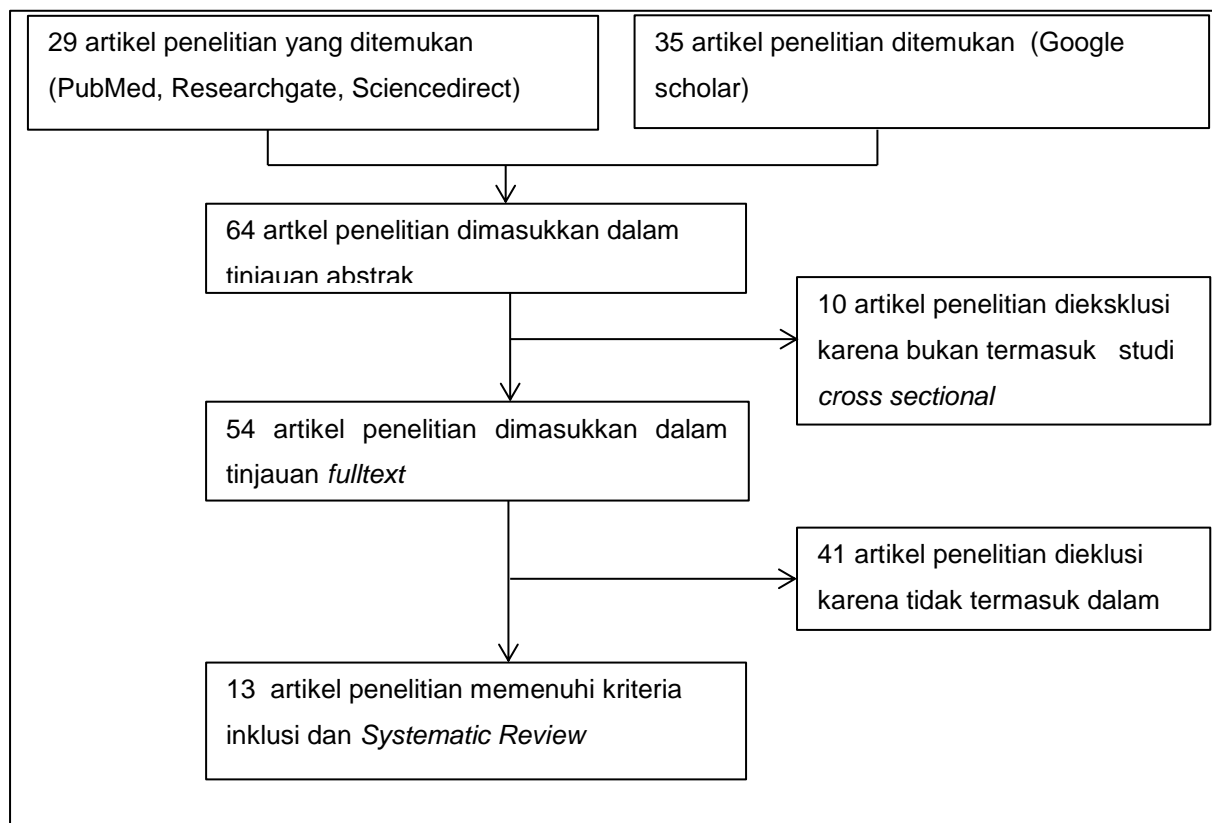 29 artikel penelitian yang ditemukan
(PubMed, Researchgate, Sciencedirect)
35 artikel penelitian ditemukan (Google
scholar)
64 artkel penelitian dimasukkan dalam
tinjauan abstrak
10 artikel penelitian dieksklusi
karena bukan termasuk studi
cross sectional
54 artikel penelitian dimasukkan dalam
tinjauan fulltext
41 artikel penelitian dieklusi
karena tidak termasuk dalam
13 artikel penelitian memenuhi kriteria
inklusi dan Systematic Review